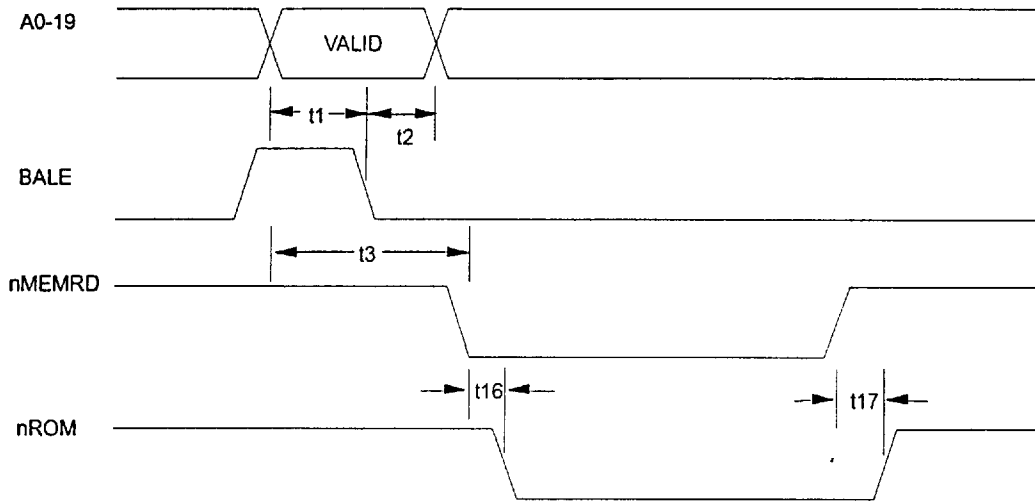 A0-19
VALID
t1
t2
BALE
t3
nMEMRD
t16
t17
nROM